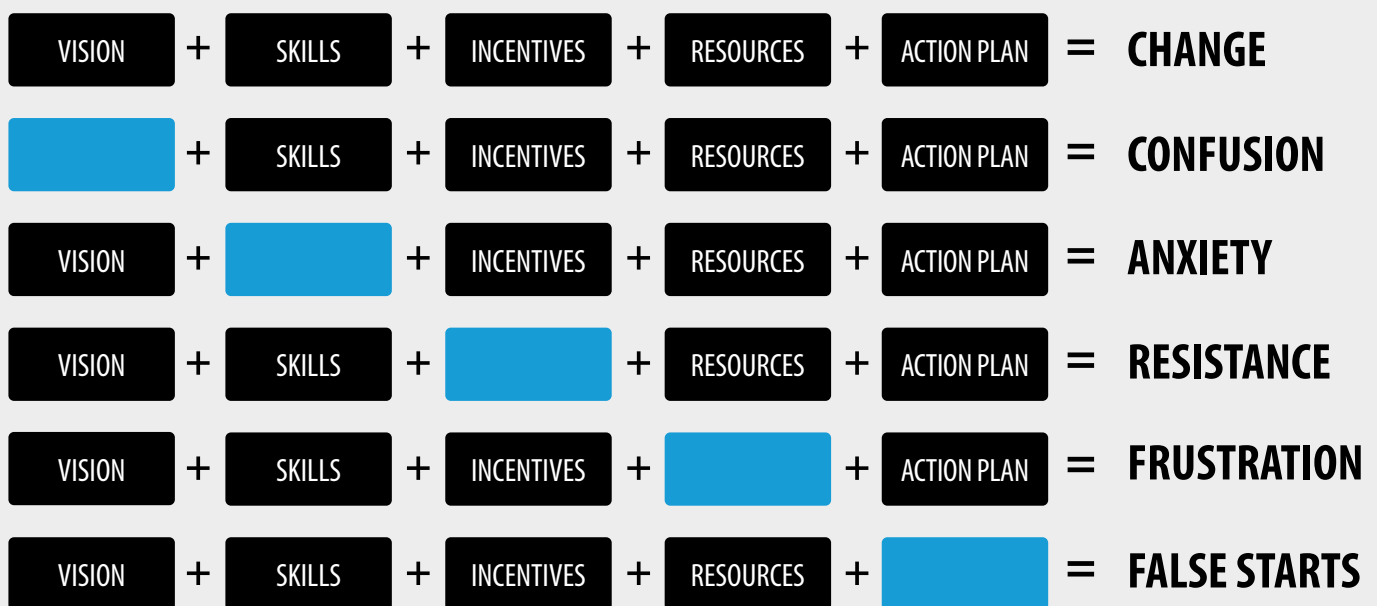 VISION + SKILLS + INCENTIVES + RESOURCES + ACTION PLAN = CHANGE
+ SKILLS + INCENTIVES + RESOURCES + ACTION PLAN = CONFUSION
VISION + + INCENTIVES + RESOURCES + ACTION PLAN = ANXIETY
VISION + SKILLS + + RESOURCES + ACTION PLAN = RESISTANCE
VISION + SKILLS + INCENTIVES + + ACTION PLAN = FRUSTRATION
VISION + SKILLS + INCENTIVES + RESOURCES + = FALSE STARTS